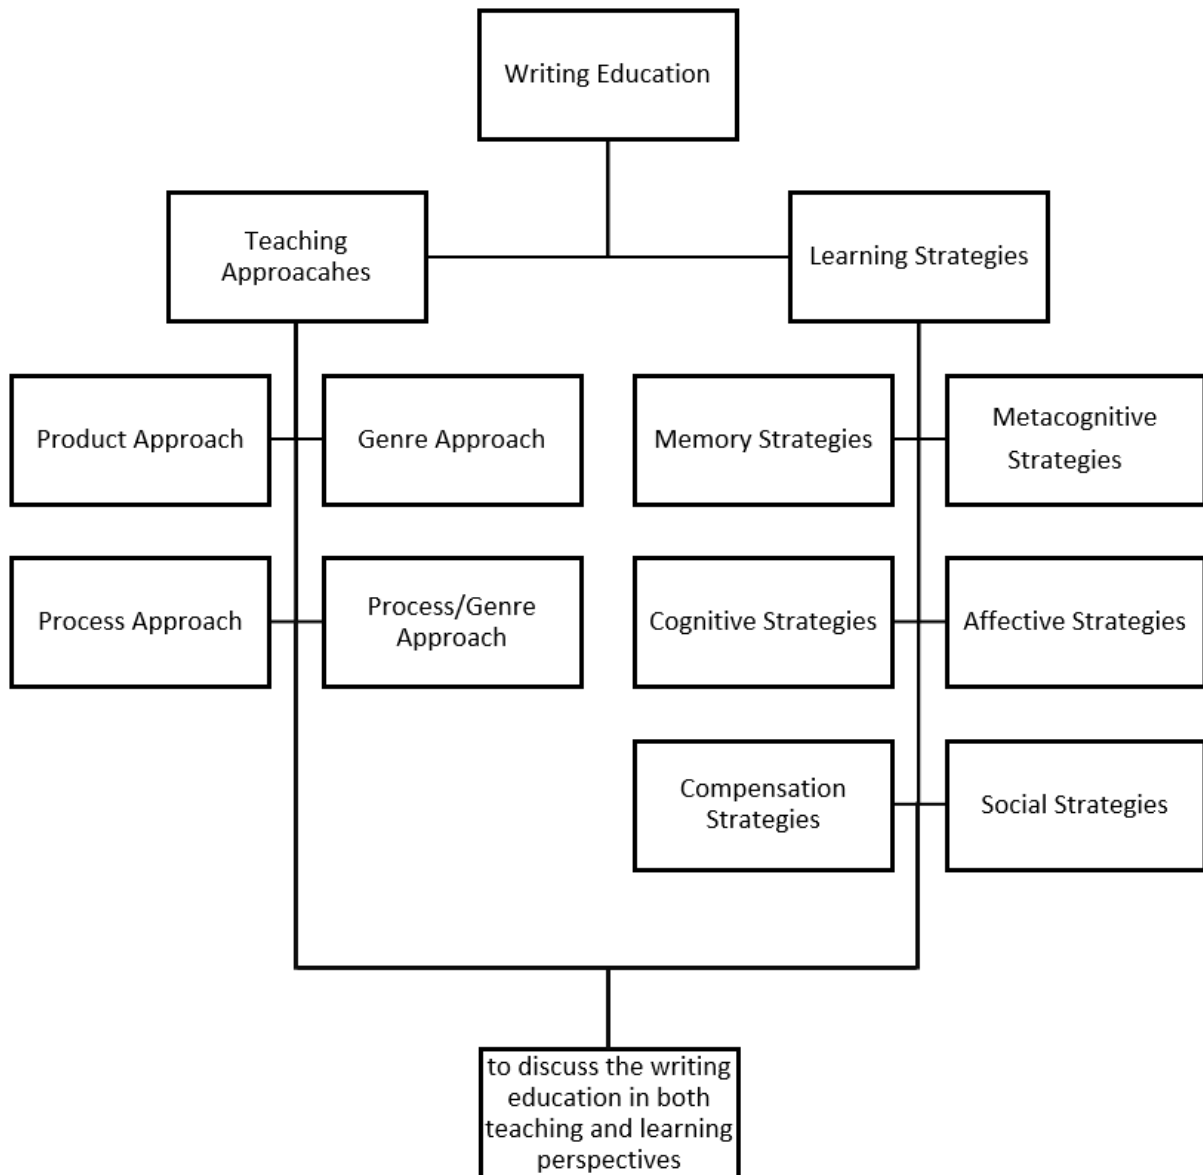 Writing Education
Teaching
Approacahes
Learning Strategies
Product Approach
Genre Approach
Memory Strategies
Metacognitive
Strategies
Process Approach
Process/Genre
Approach
Cognitive Strategies
Affective Strategies
Compensation
Strategies
Social Strategies
to discuss the writing
education in both
teaching and learning
perspectives